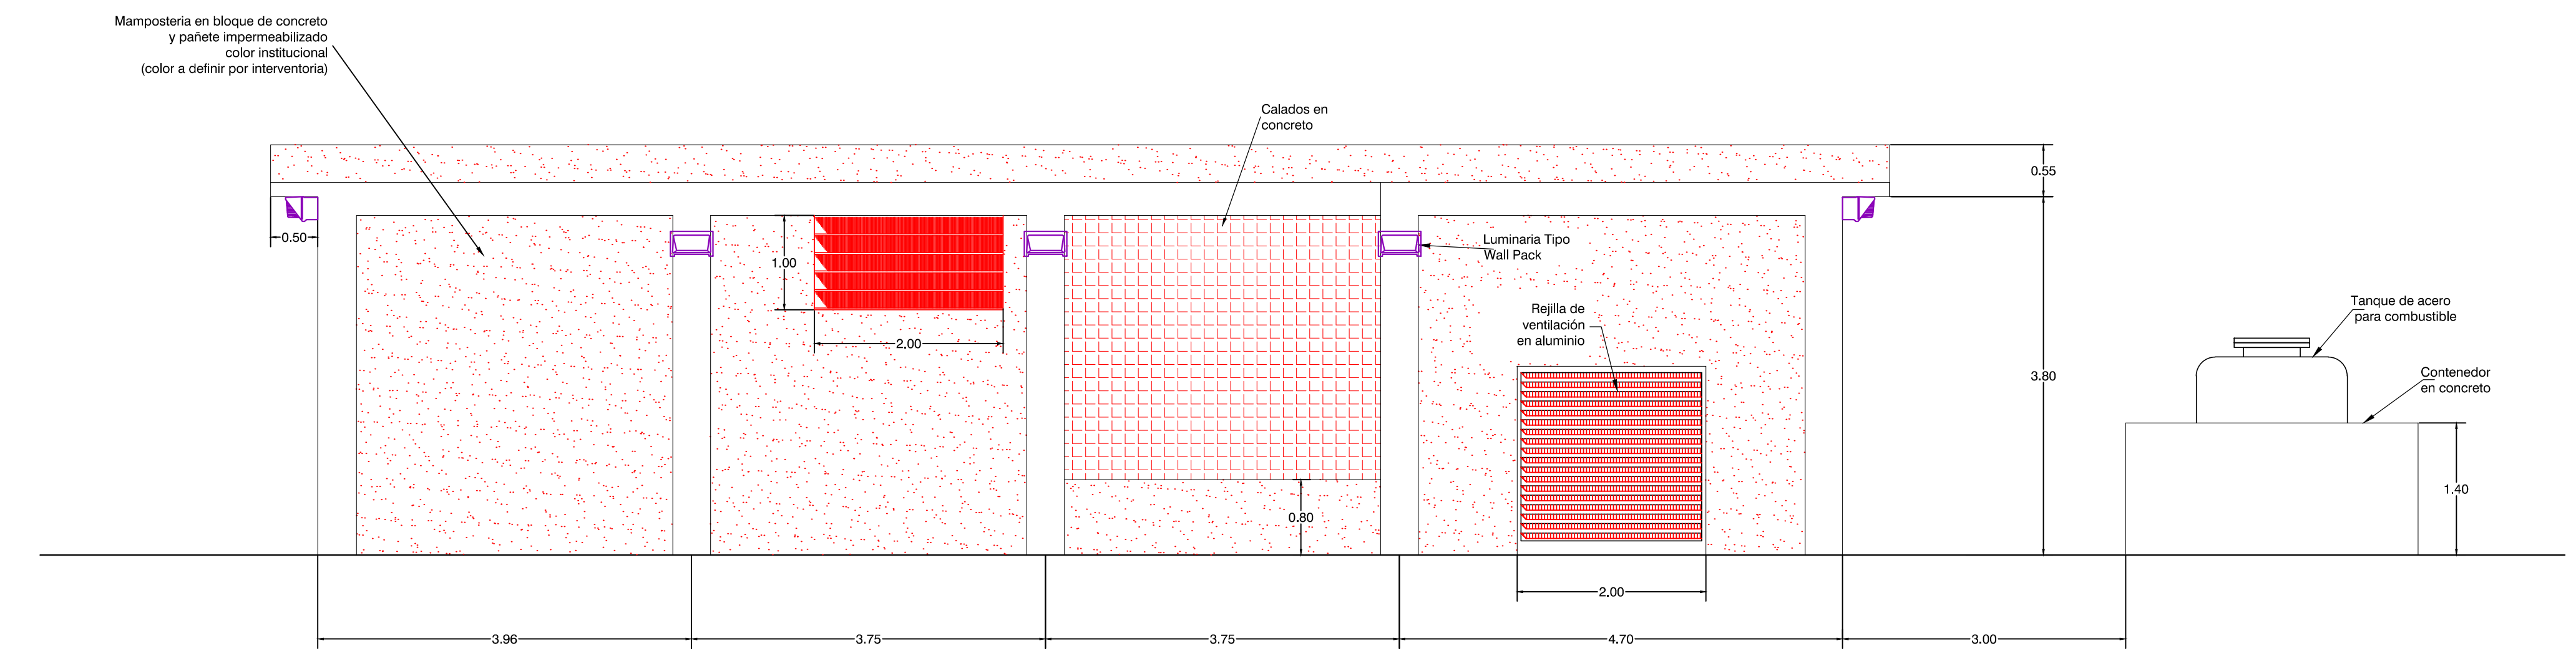 Mamposteria en bloque de concreto
y pañete impermeabilizado
color institucional
(color a definir por interventoria)
Calados en
concreto
0.55
0.50
Luminaria Tipo
Wall Pack
1.00
Rejilla de
ventilación
en aluminio
2.00
Tanque de acero
para combustible
3.80
Contenedor
en concreto
1.40
0.80
2.00
3.96
3.75
3.75
4.70
3.00